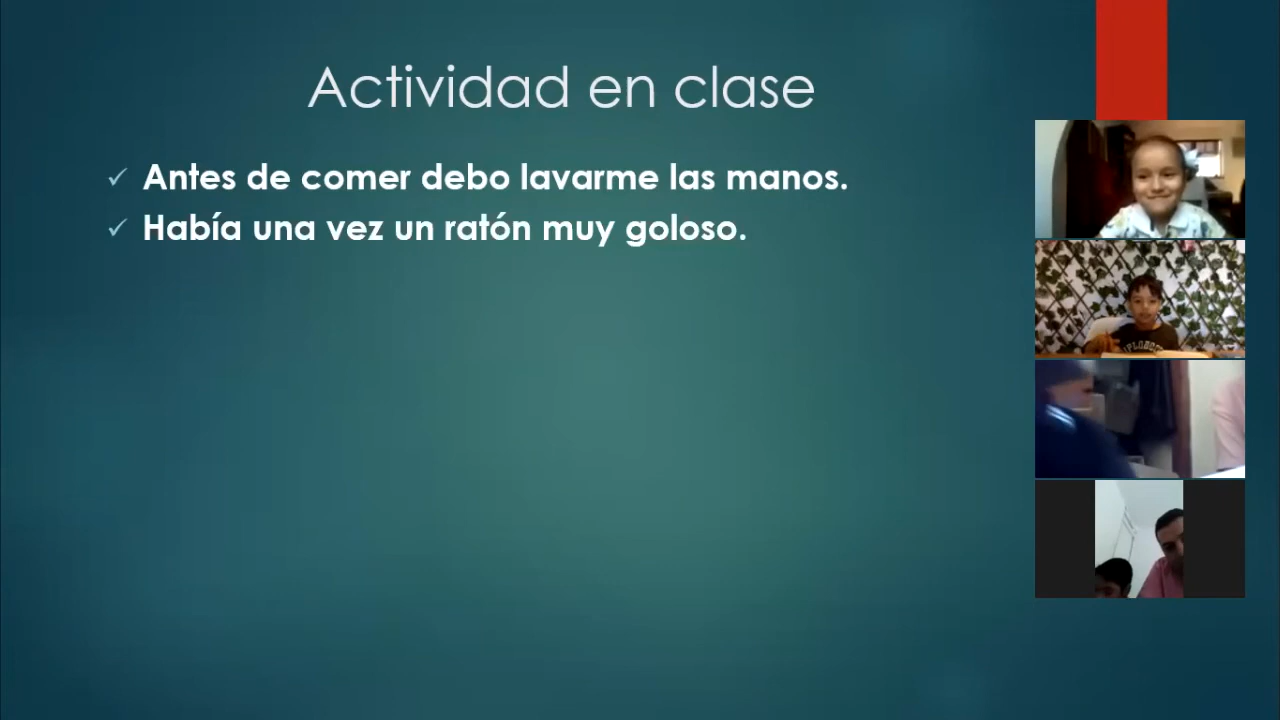 Actividad en clase
Antes de comer debo lavarme las manos.
Había una vez un ratón muy goloso.